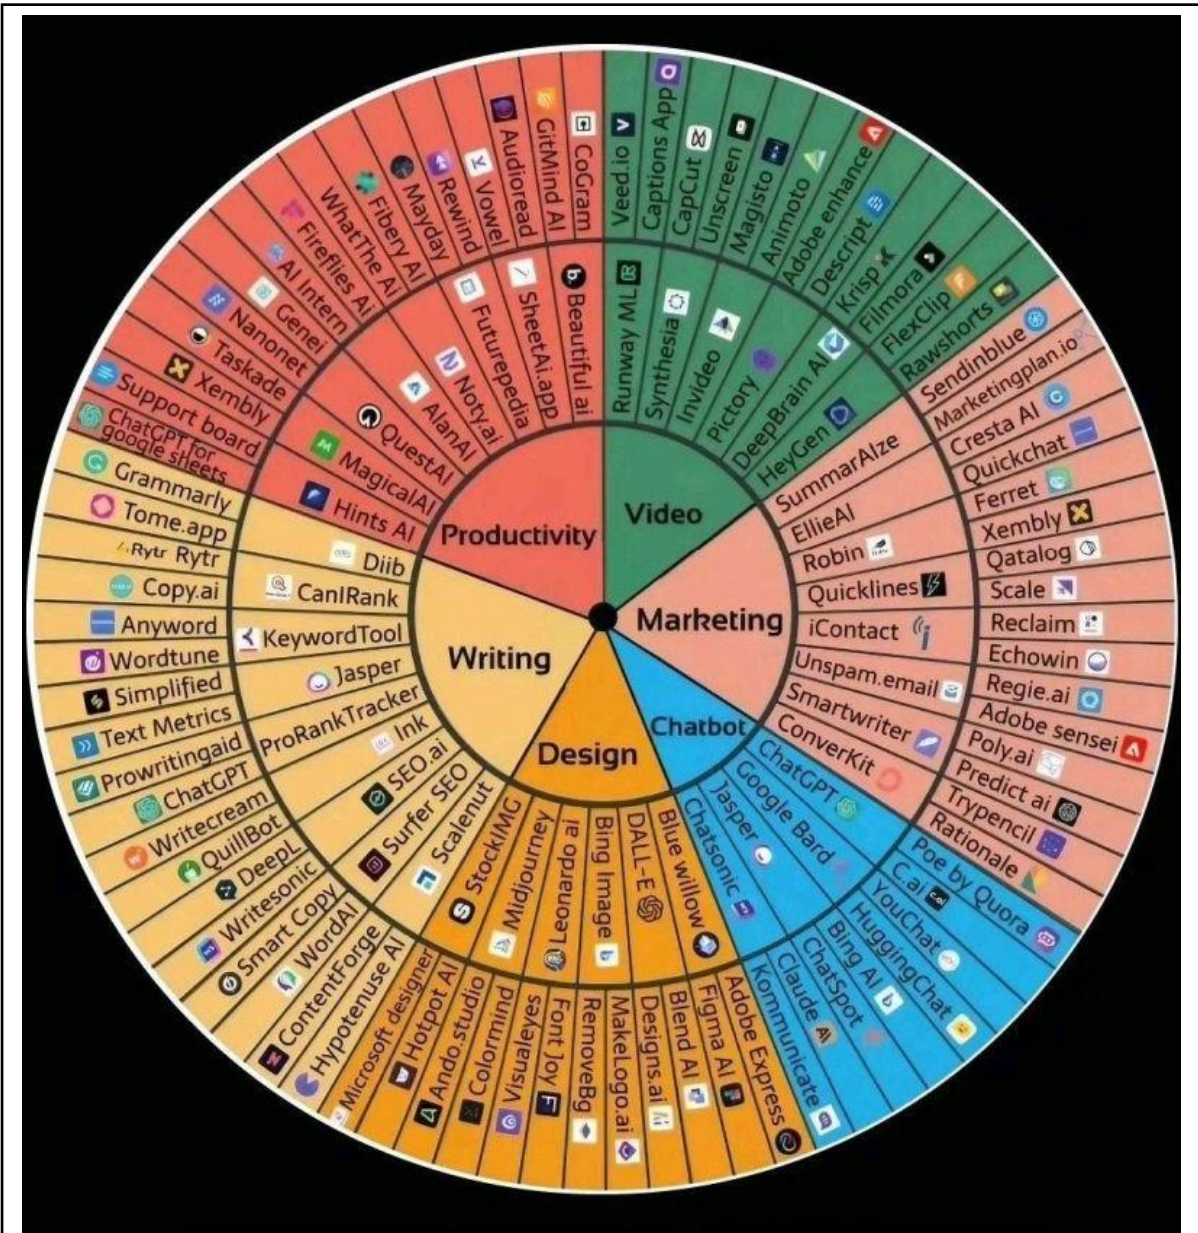 Productivity
Video
Marketing
Chatbot
Design
Writing
Hints AI
MagicalAI
QuestAI
AlanAI
Noty.ai
Futurepedia
SheetAi.app
Beautiful ai
ChatGPT for
google sheets
Support board
Xembly
Taskade
Nanonet
Genei
AI Intern
Fireflies Ai
WhatThe Ai
Fibery AI
Mayday
Rewind
Vowel
Audioread
GitMind AI
CoGram
Runway ML
Synthesia
Invideo
Pictory
DeepBrain AI
HeyGen
Veed.io
Captions App
CapCut
Unscreen
Magisto
Animoto
Adobe enhance
Descript
Krisp
Filmora
FlexClip
Rawshorts
SummarAIze
EllieAI
Robin
Quicklines
iContact
Unspam.email
Smartwriter
ConverKit
Sendinblue
Marketingplan.io
Cresta AI
Quickchat
Ferret
Xembly
Qatalog
Scale
Reclaim
Echowin
Regie.ai
Adobe sensei
Poly.ai
Predict ai
Trypencil
Rationale
ChatGPT
Google Bard
Jasper
Chatsonic
Poe by Quora
C.ai
c.ai
YouChat
HuggingChat
Bing AI
ChatSpot
Claude
AI
Kommunicate
Blue willow
DALL-E
Bing Image
Leonardo ai
Midjourney
StockIMG
Adobe Express
Figma AI
Blend AI
Designs.ai
MakeLogo.ai
RemoveBg
Font Joy
Visualeyes
Colormind
Ando.studio
Hotpot AI
Microsoft designer
Scalenut
Surfer SEO
SEO.ai
Ink
ProRankTracker
Jasper
KeywordTool
CanIRank
Diib
Hypotenuse AI
ContentForge
WordAI
Smart Copy
Writesonic
DeepL
QuillBot
Writecream
ChatGPT
Prowritingaid
Text Metrics
Simplified
Wordtune
Anyword
Copy.ai
Rytr Rytr
Tome.app
Grammarly